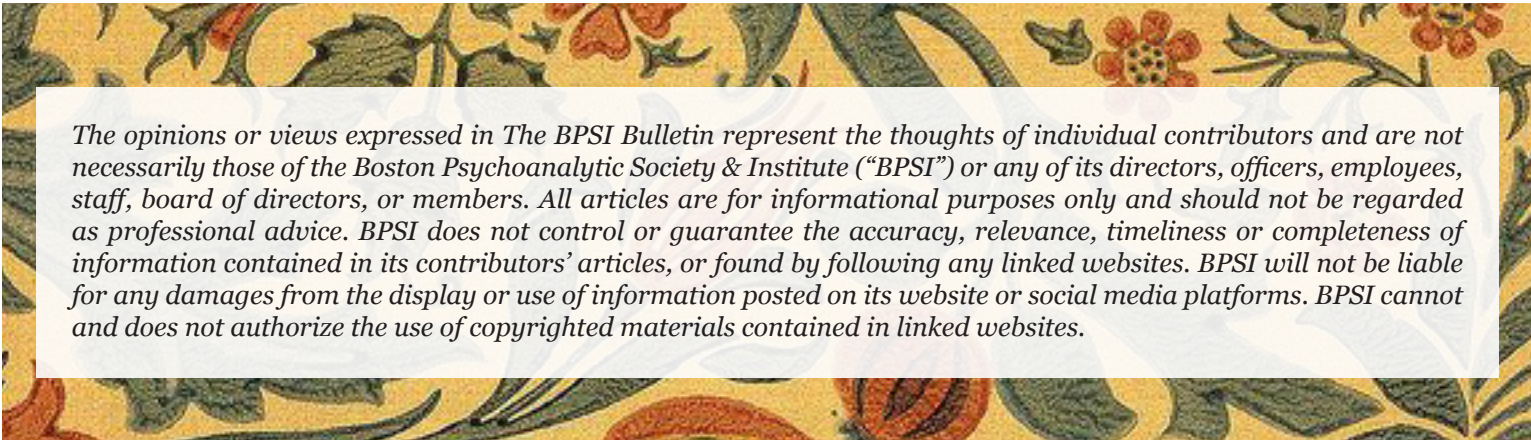 The opinions or views expressed in The BPSI Bulletin represent the thoughts of individual contributors and are not
necessarily those of the Boston Psychoanalytic Society & Institute (“BPSI”) or any of its directors, officers, employees,
staff, board of directors, or members. All articles are for informational purposes only and should not be regarded
as professional advice. BPSI does not control or guarantee the accuracy, relevance, timeliness or completeness of
information contained in its contributors’ articles, or found by following any linked websites. BPSI will not be liable
for any damages from the display or use of information posted on its website or social media platforms. BPSI cannot
and does not authorize the use of copyrighted materials contained in linked websites.